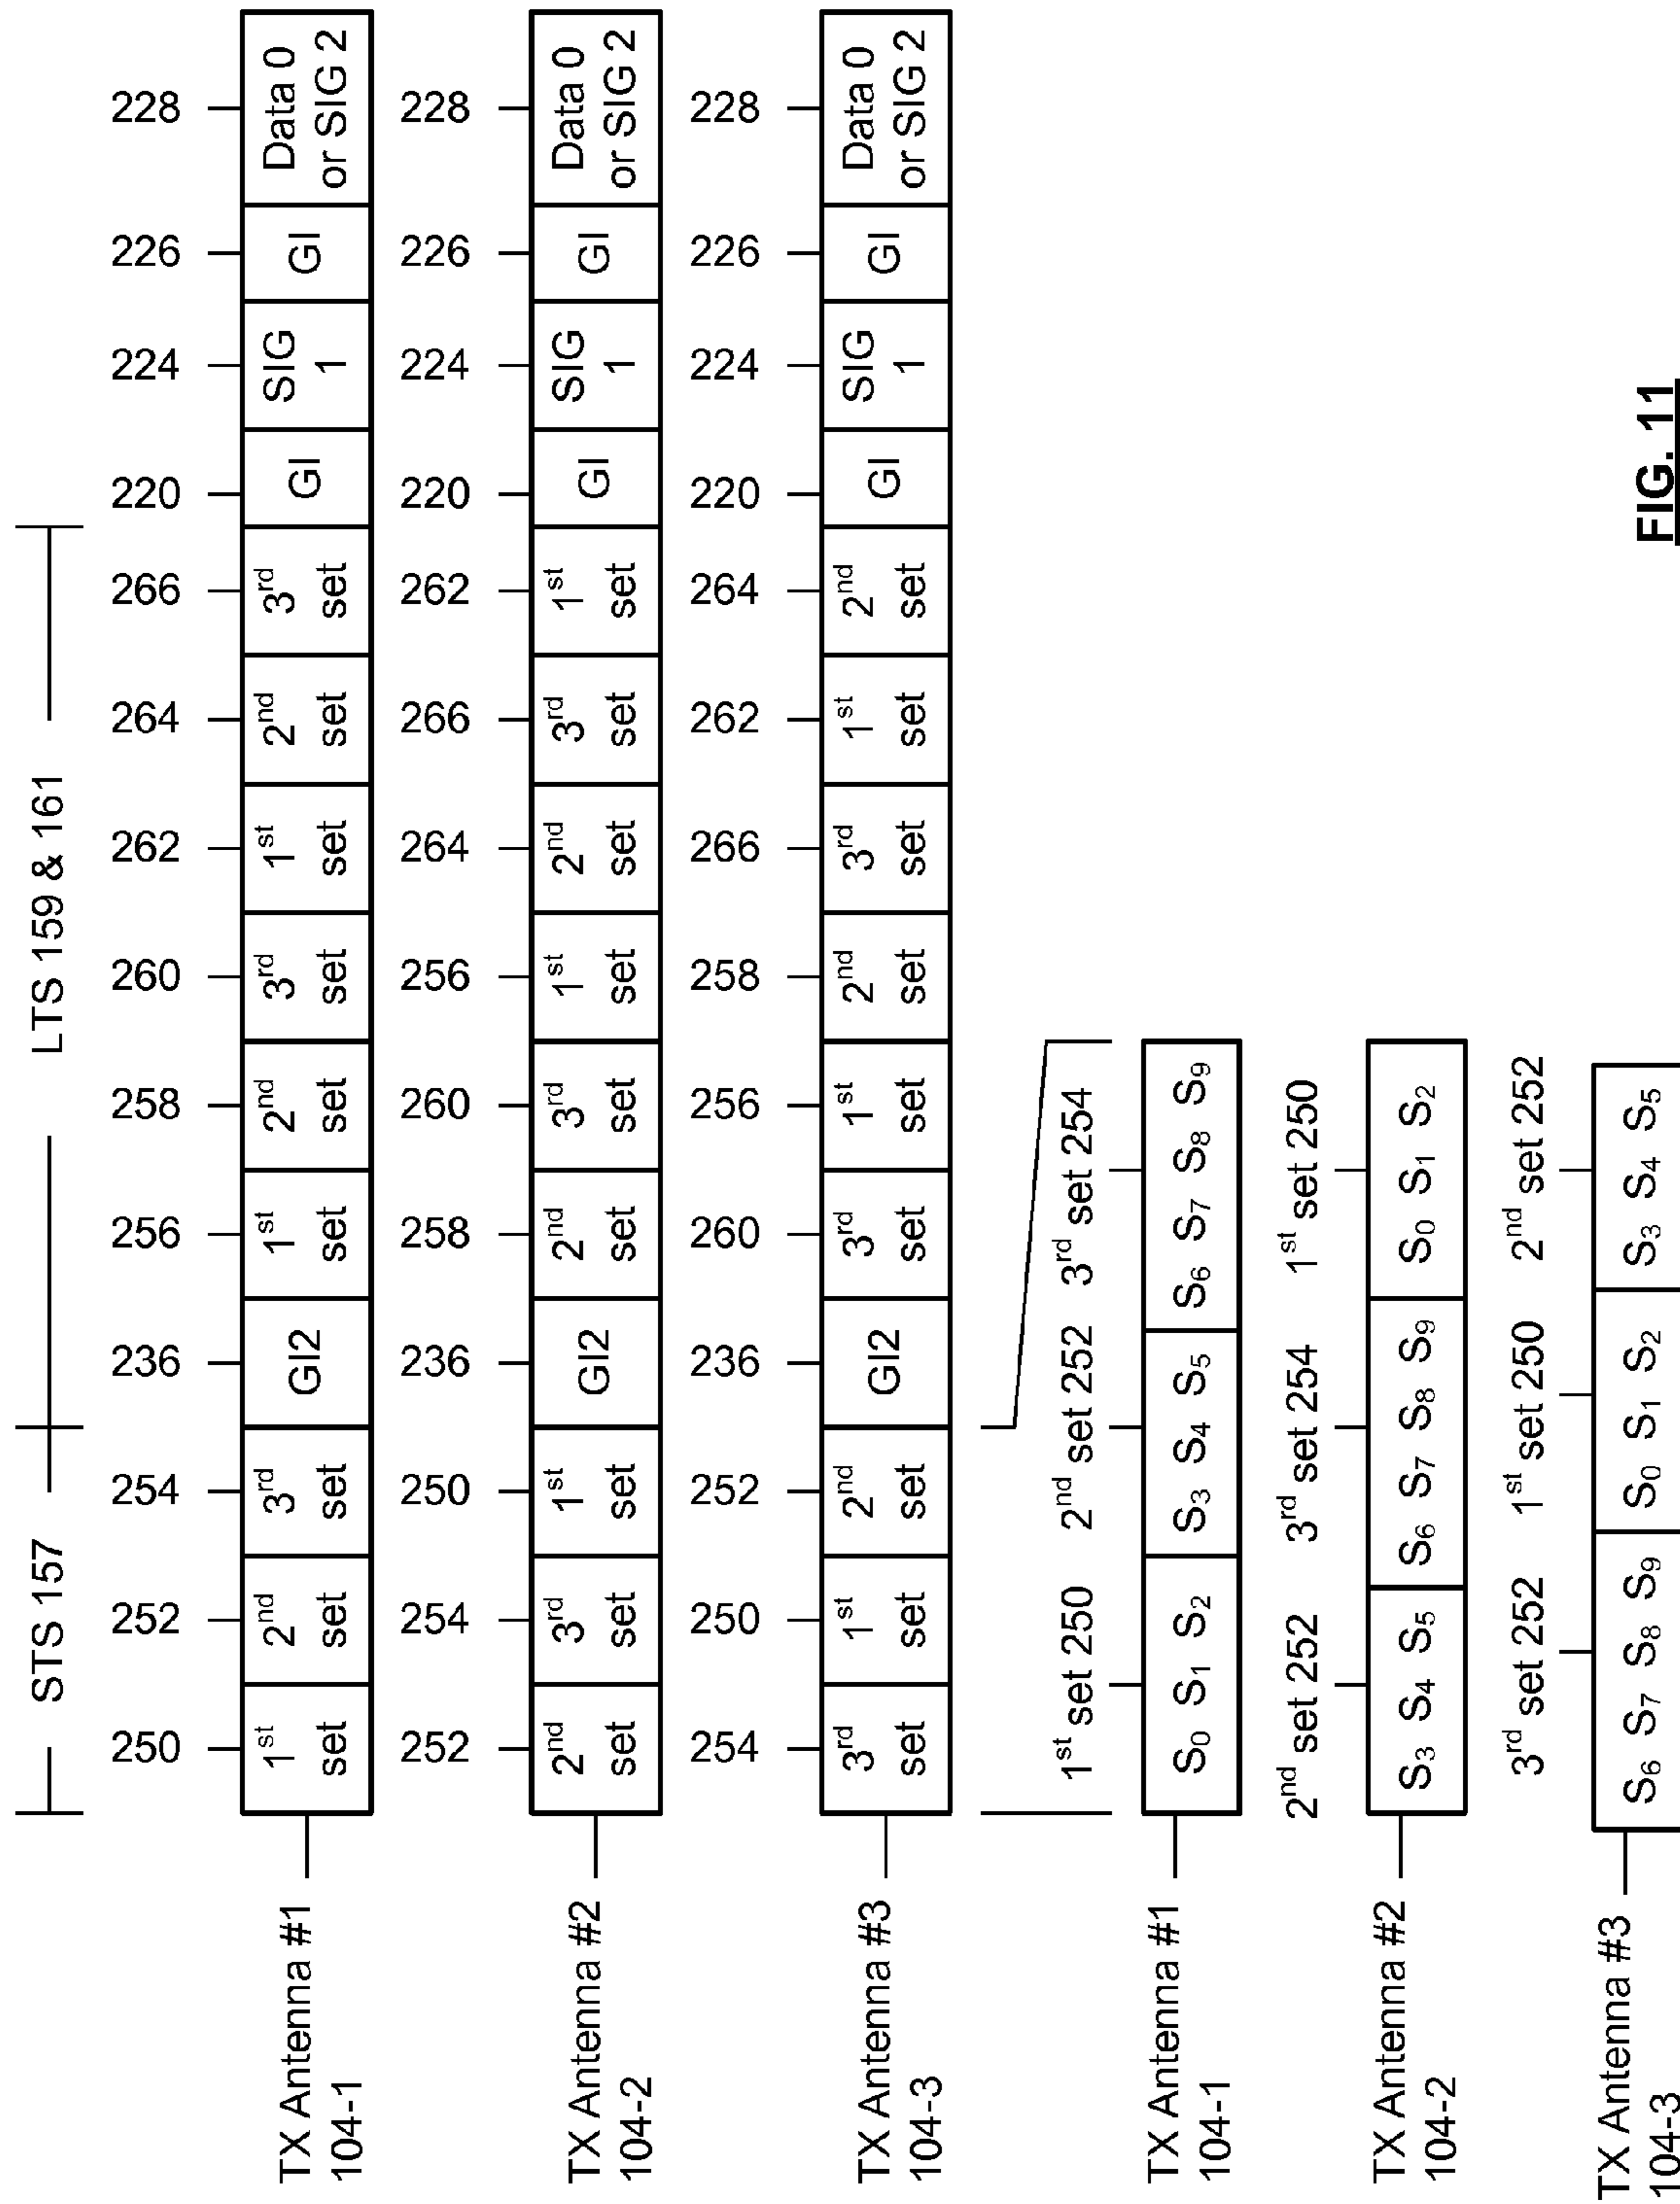 STS 157 LTS 159 & 161
250 252 254 236 256 258 260 262 264 266 220 224 226 228
TX Antenna #1
104-1
1st set 2nd set 3rd set GI2 1st set 2nd set 3rd set 1st set 2nd set 3rd set GI SIG 1 GI Data 0 or SIG 2
252 254 250 236 258 260 256 264 266 262 220 224 226 228
TX Antenna #2
104-2
2nd set 3rd set 1st set GI2 2nd set 3rd set 1st set 2nd set 3rd set 1st set GI SIG 1 GI Data 0 or SIG 2
254 250 252 236 260 256 258 266 262 264 220 224 226 228
TX Antenna #3
104-3
3rd set 1st set 2nd set GI2 3rd set 1st set 2nd set 3rd set 1st set 2nd set GI SIG 1 GI Data 0 or SIG 2
1st set 250 2nd set 252 3rd set 254
TX Antenna #1
104-1
S0 S1 S2 S3 S4 S5 S6 S7 S8 S9
2nd set 252 3rd set 254 1st set 250
TX Antenna #2
104-2
S3 S4 S5 S6 S7 S8 S9 S0 S1 S2
3rd set 252 1st set 250 2nd set 252
TX Antenna #3
104-3
S6 S7 S8 S9 S0 S1 S2 S3 S4 S5
FIG. 11